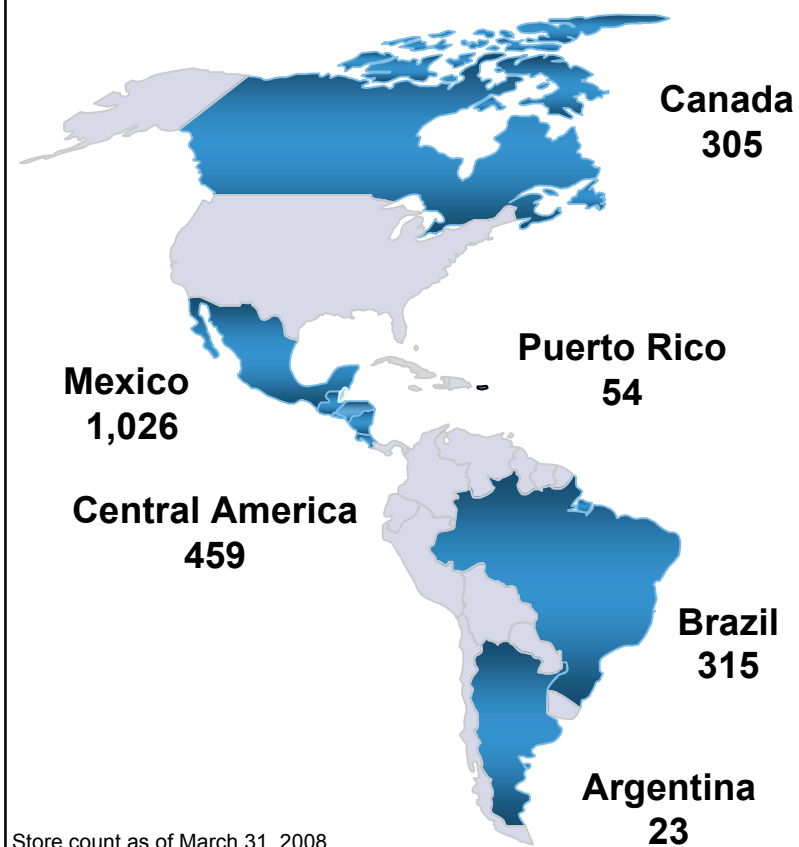 Canada
305
Puerto Rico
54
Mexico
1,026
Central America
459
Brazil
315
Argentina
23
Store count as of March 31, 2008